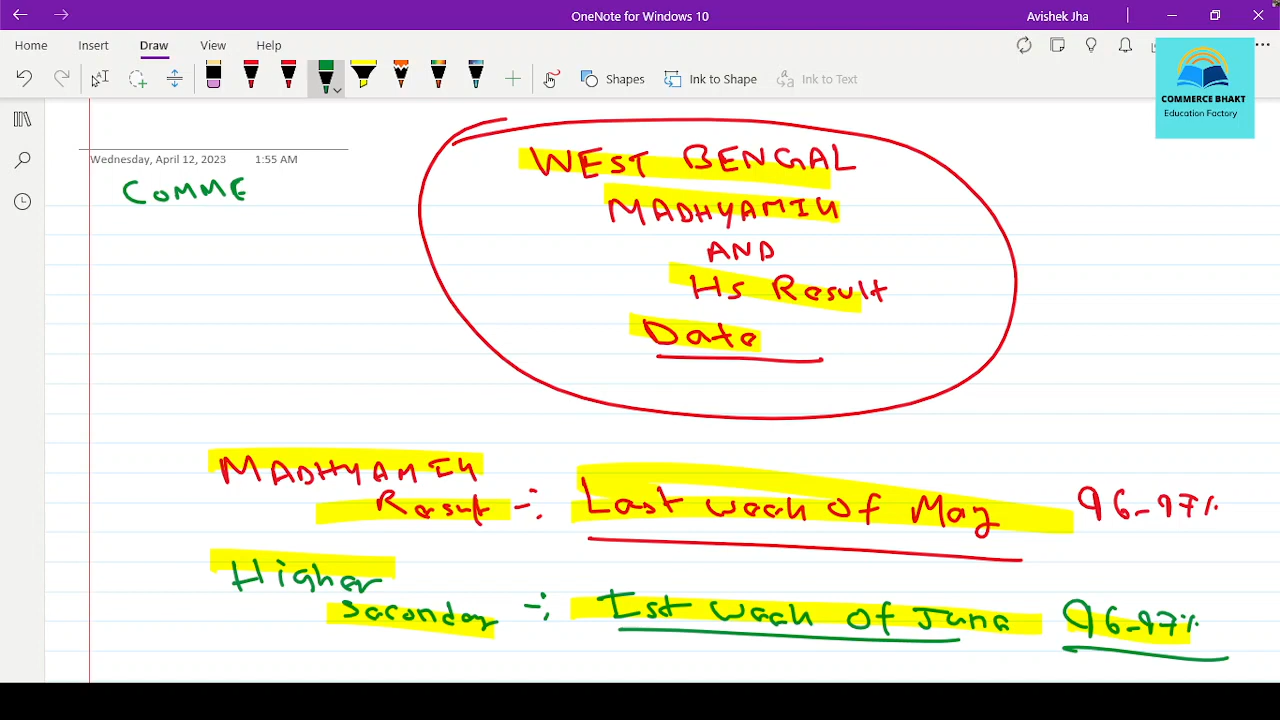 OneNote for Windows 10
Avishek Jha
Home Insert Draw View Help
Shapes Ink to Shape Ink to Text
COMMERCE BHAKT
Education Factory
Wednesday, April 12, 2023 1:55 AM
COMME
WEST BENGAL
MADHYAMIK
AND
HS Result
Date
MADHYAMIK
Result -: Last week of May 96-97%
Higher
Seconday -: Ist week of June 96-97%